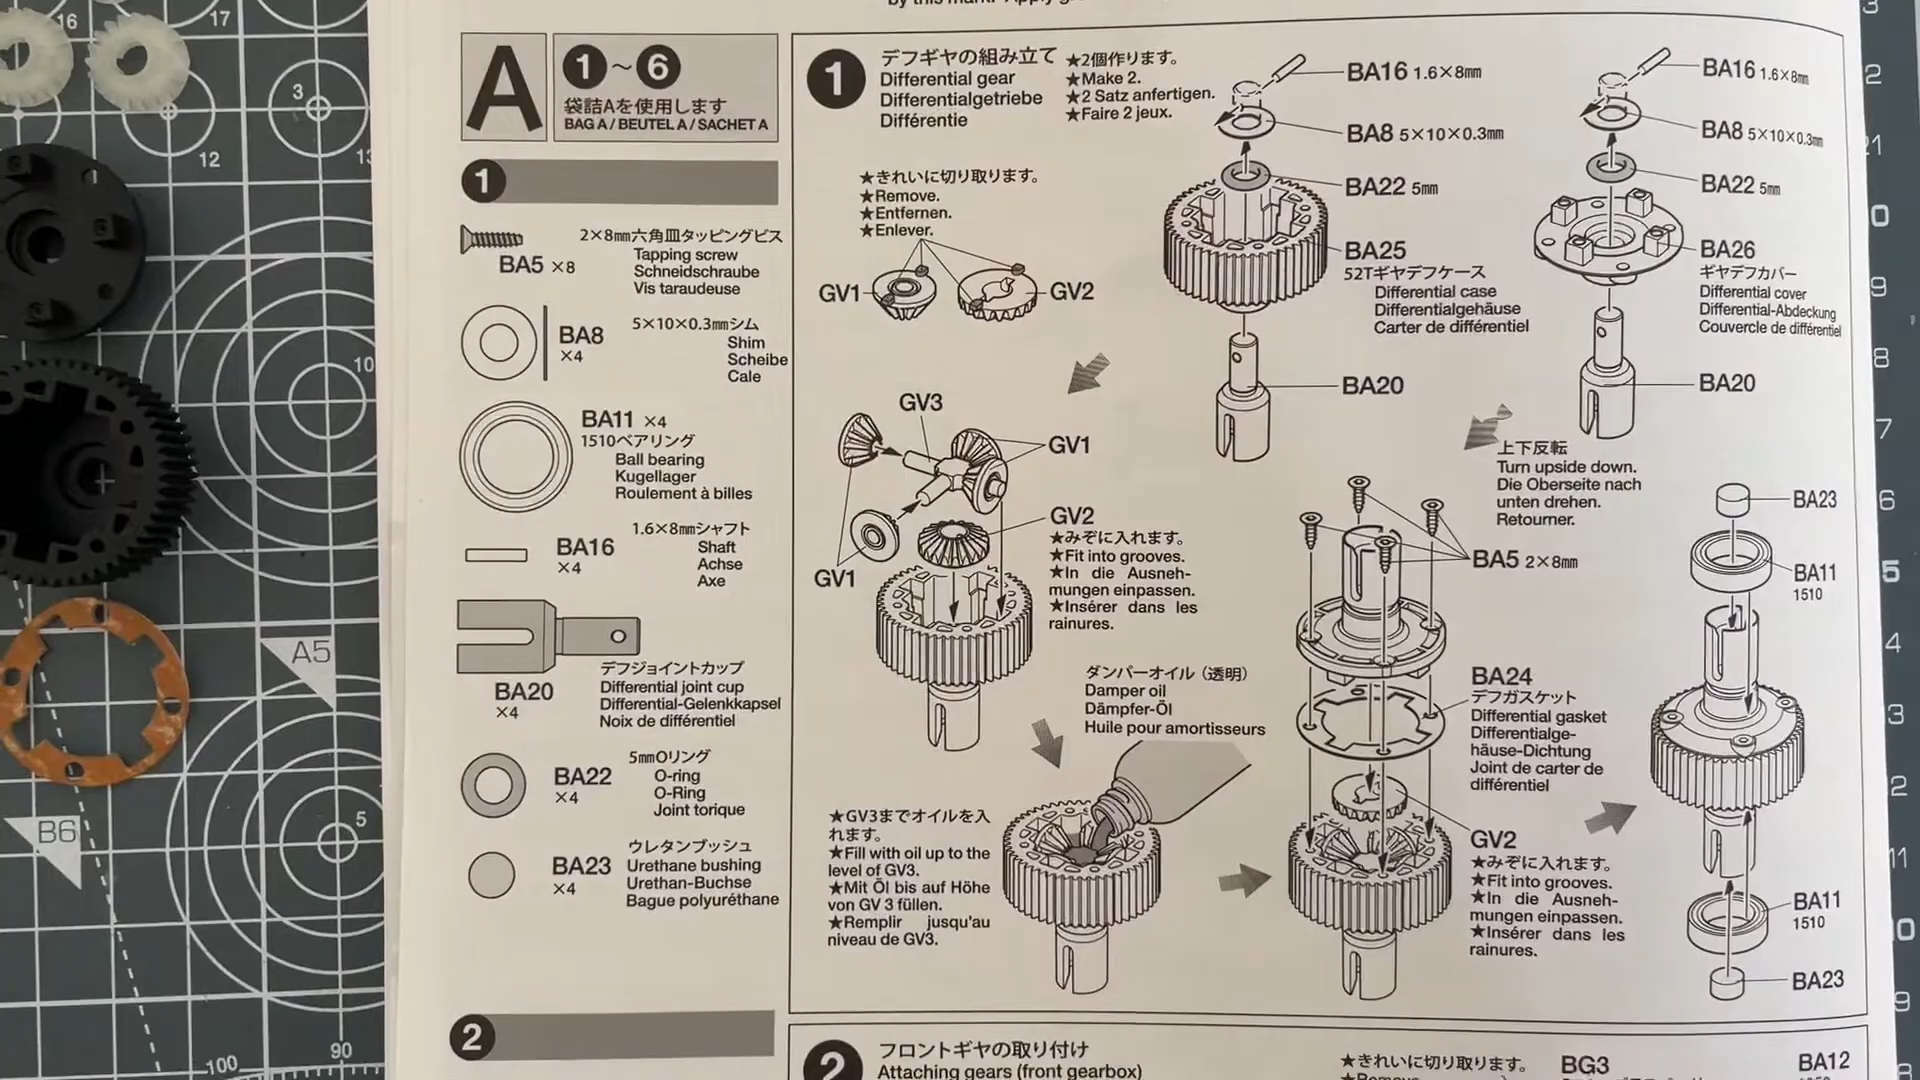 by this mark.
A
1～6
袋詰Aを使用します
BAG A / BEUTEL A / SACHET A
1
2×8mm六角皿タッピングビス
BA5 ×8
Tapping screw
Schneidschraube
Vis taraudeuse
BA8
×4
5×10×0.3mmシム
Shim
Scheibe
Cale
BA11 ×4
1510ベアリング
Ball bearing
Kugellager
Roulement à billes
BA16
×4
1.6×8mmシャフト
Shaft
Achse
Axe
BA20
×4
デフジョイントカップ
Differential joint cup
Differential-Gelenkkapsel
Noix de différentiel
BA22
×4
5mmOリング
O-ring
O-Ring
Joint torique
BA23
×4
ウレタンブッシュ
Urethane bushing
Urethan-Buchse
Bague polyuréthane
2
1
デフギヤの組み立て
Differential gear
Differentialgetriebe
Différentie
★2個作ります。
★Make 2.
★2 Satz anfertigen.
★Faire 2 jeux.
★きれいに切り取ります。
★Remove.
★Entfernen.
★Enlever.
GV1
GV2
BA16 1.6×8mm
BA8 5×10×0.3mm
BA22 5mm
BA25
52Tギヤデフケース
Differential case
Differentialgehäuse
Carter de différentiel
BA20
BA16 1.6×8mm
BA8 5×10×0.3mm
BA22 5mm
BA26
ギヤデフカバー
Differential cover
Differential-Abdeckung
Couvercle de différentiel
BA20
GV3
GV1
GV1
GV2
★みぞに入れます。
★Fit into grooves.
★In die Ausneh-
mungen einpassen.
★Insérer dans les
rainures.
ダンパーオイル（透明）
Damper oil
Dämpfer-Öl
Huile pour amortisseurs
★GV3までオイルを入
れます。
★Fill with oil up to the
level of GV3.
★Mit Öl bis auf Höhe
von GV 3 füllen.
★Remplir jusqu'au
niveau de GV3.
上下反転
Turn upside down.
Die Oberseite nach
unten drehen.
Retourner.
BA5 2×8mm
BA24
デフガスケット
Differential gasket
Differentialge-
häuse-Dichtung
Joint de carter de
différentiel
GV2
★みぞに入れます。
★Fit into grooves.
★In die Ausneh-
mungen einpassen.
★Insérer dans les
rainures.
BA23
BA11
1510
BA11
1510
BA23
2
フロントギヤの取り付け
Attaching gears (front gearbox)
★きれいに切り取ります。
BG3
BA12
16
17
3
12
10
A5
B6
5
90
100